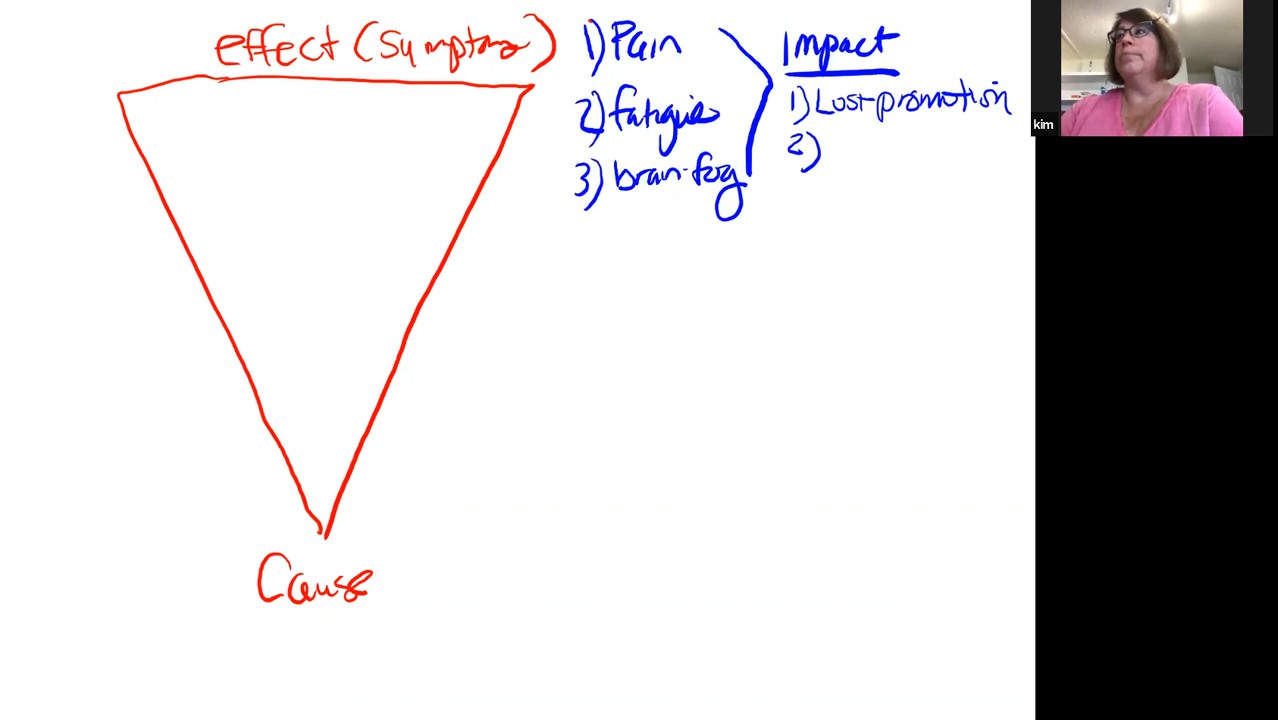 effect (Symptoms)
1) Pain
2) fatigue
3) brain-fog
Impact
1) Lost promotion
2)
Cause
kim